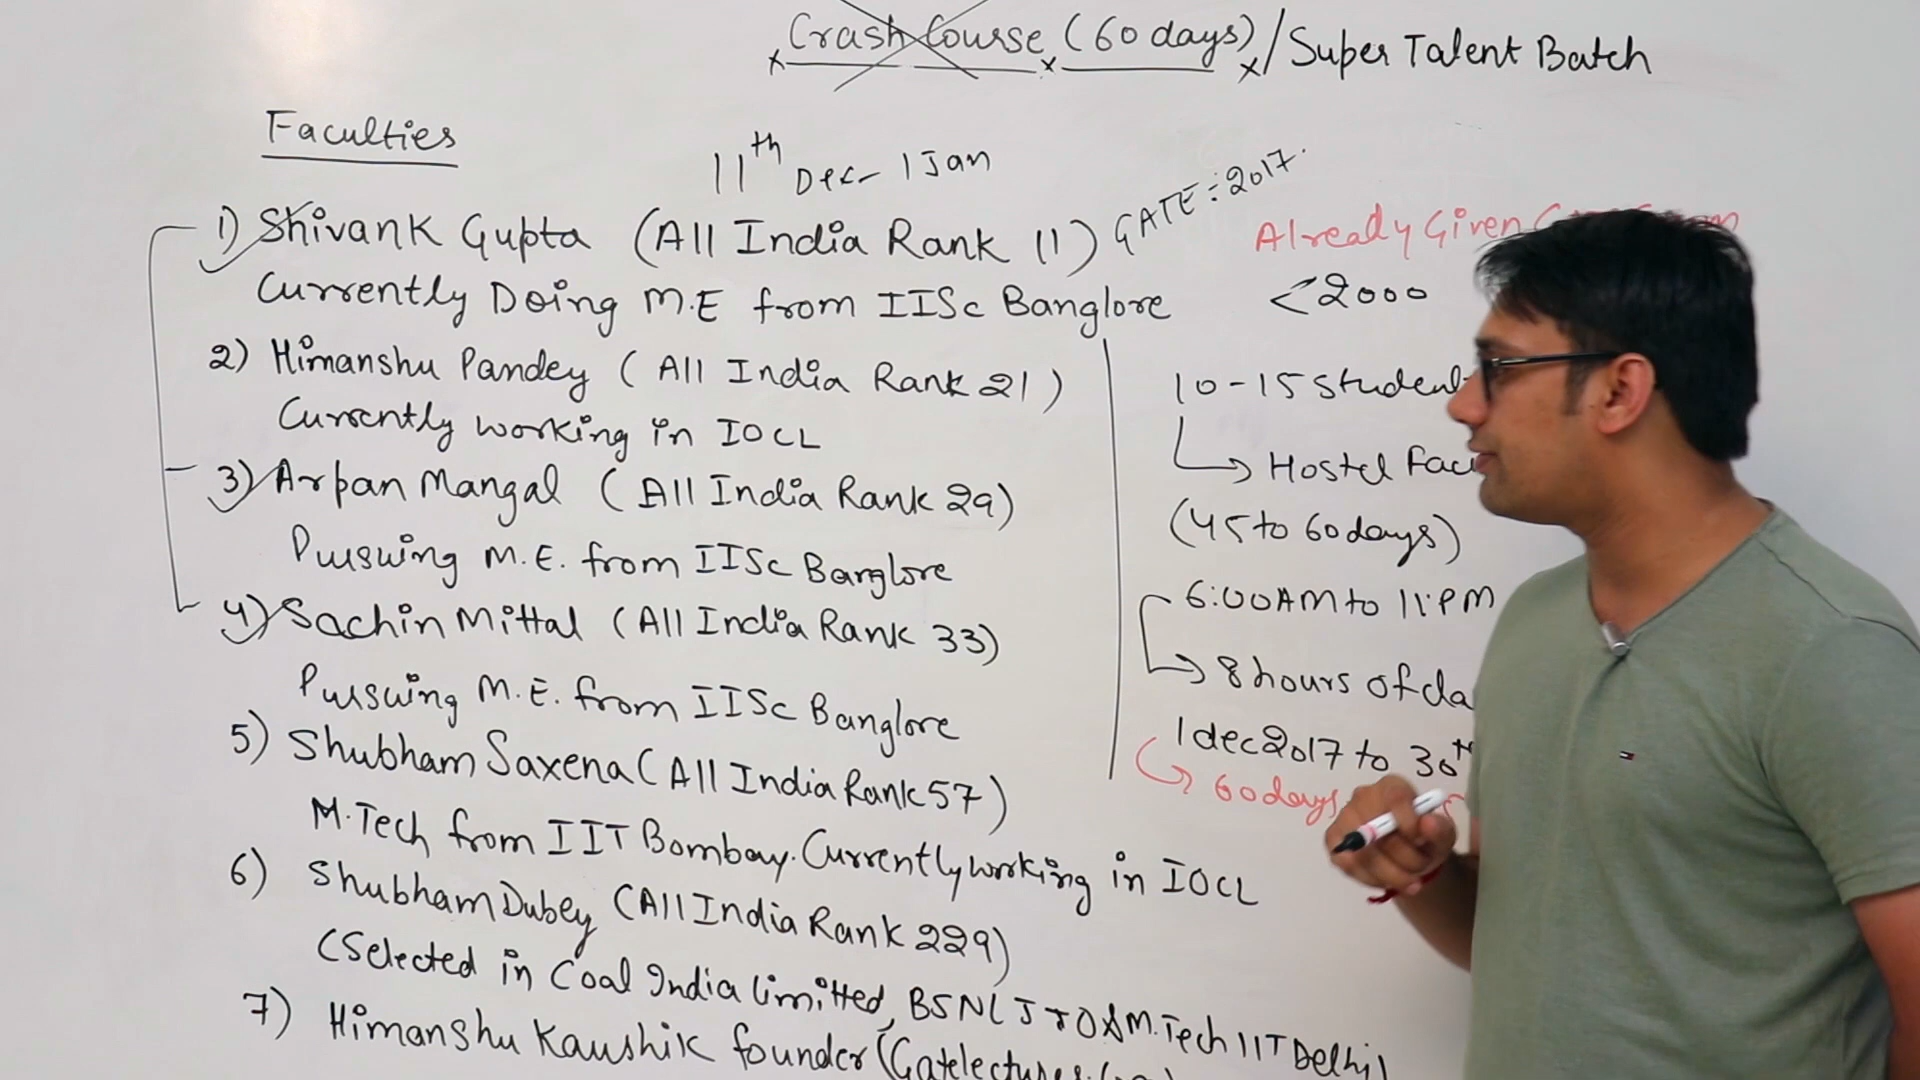 Crash Course (60 days) / Super Talent Batch
Faculties
11th Dec - 1 Jan
1) Shivank Gupta (All India Rank 11) GATE:-2017.
Currently Doing M.E from IISc Banglore
2) Himanshu Pandey (All India Rank 21)
Currently working in IOCL
3) Arpan Mangal (All India Rank 29)
Pursuing M.E. from IISc Banglore
4) Sachin Mittal (All India Rank 33)
Pursuing M.E. from IISc Banglore
5) Shubham Saxena (All India Rank 57)
M.Tech from IIT Bombay. Currently working in IOCL
6) Shubham Dubey (All India Rank 229)
(Selected in Coal India Limitted, BSNL JTO & M.Tech IIT Delhi)
7) Himanshu Kaushik founder
Already Given
<2000
10-15 Student
Hostel
(45 to 60 days)
6:00AM to 11:PM
8 hours of
1 dec 2017 to 30th
60 days